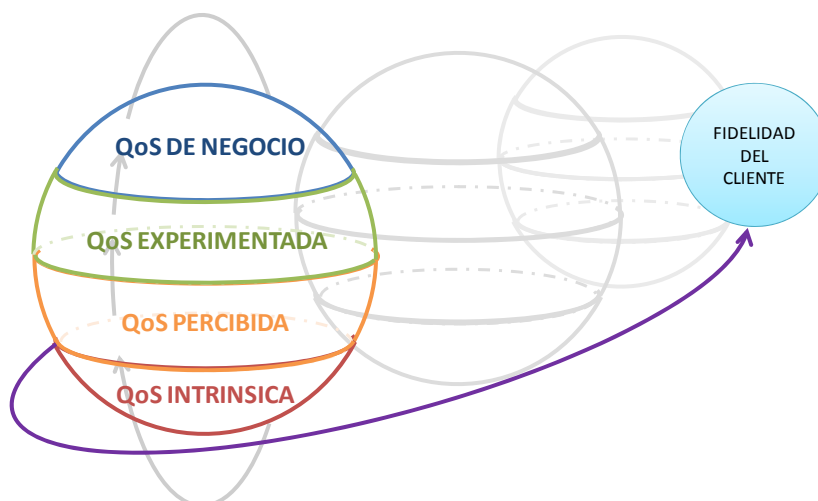 QoS DE NEGOCIO
QoS EXPERIMENTADA
QoS PERCIBIDA
QoS INTRINSICA
FIDELIDAD
DEL
CLIENTE